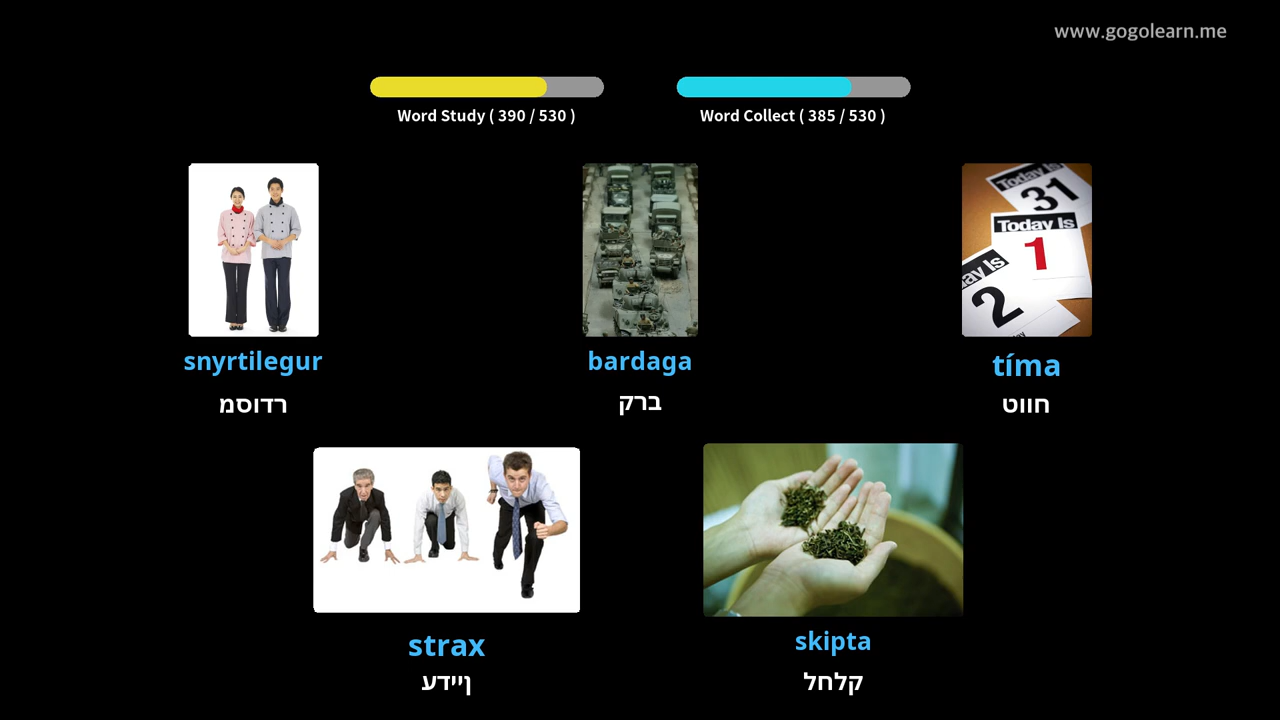 www.gogolearn.me
Word Study ( 390 / 530 )
Word Collect ( 385 / 530 )
snyrtilegur
רדוסמ
bardaga
ברק
tíma
חווט
strax
ןיידע
skipta
קלחל